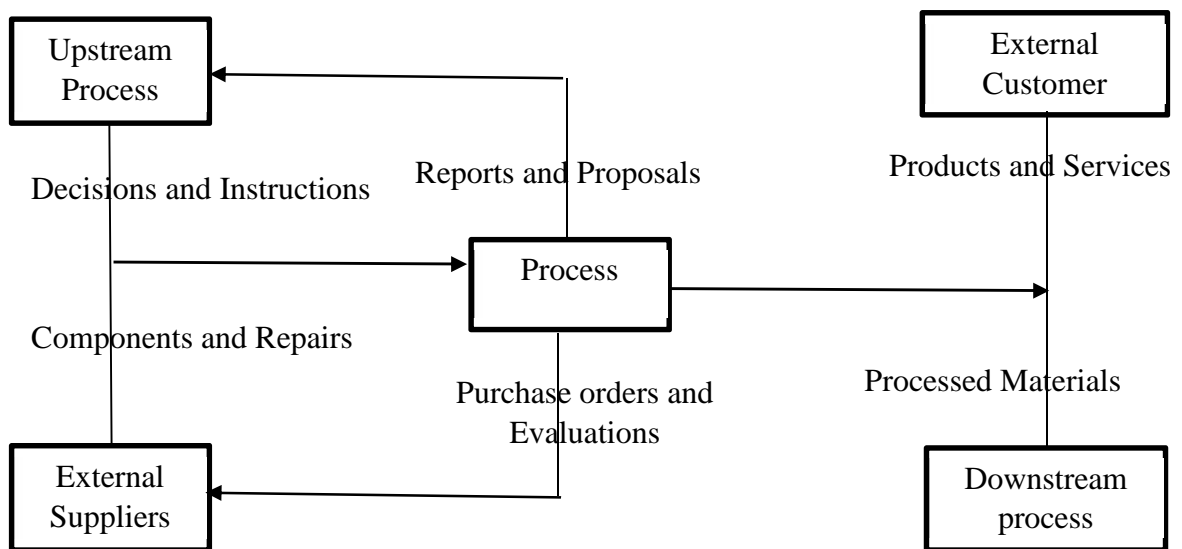 Upstream
Process
External
Customer
Decisions and Instructions
Reports and Proposals
Products and Services
Process
Components and Repairs
Purchase orders and
Evaluations
Processed Materials
External
Suppliers
Downstream
process